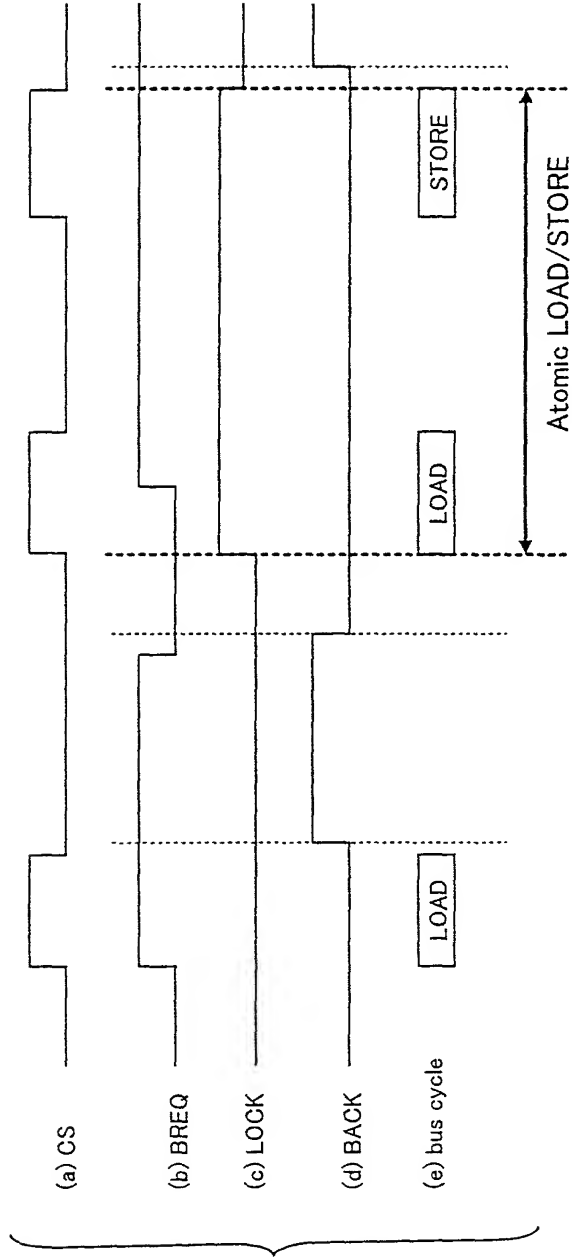 (a) CS
(b) BREQ
(c) LOCK
(d) BACK
(e) bus cycle
LOAD
LOAD
STORE
Atomic LOAD/STORE